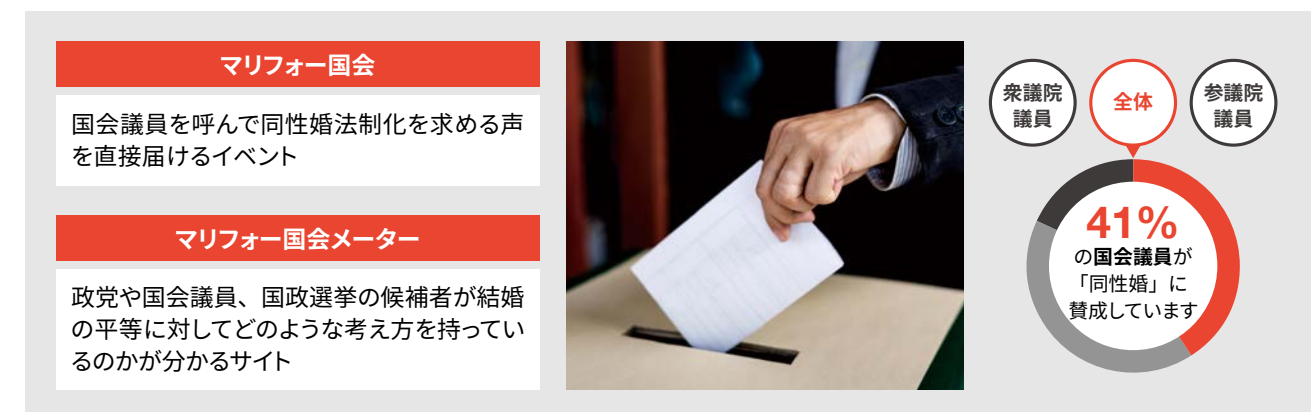 マリフォー国会
国会議員を呼んで同性婚法制化を求める声
を直接届けるイベント
マリフォー国会メーター
政党や国会議員、国政選挙の候補者が結婚
の平等に対してどのような考え方を持ってい
るのかが分かるサイト
衆議院
議員
全体
参議院
議員
41%
の国会議員が
「同性婚」に
賛成しています